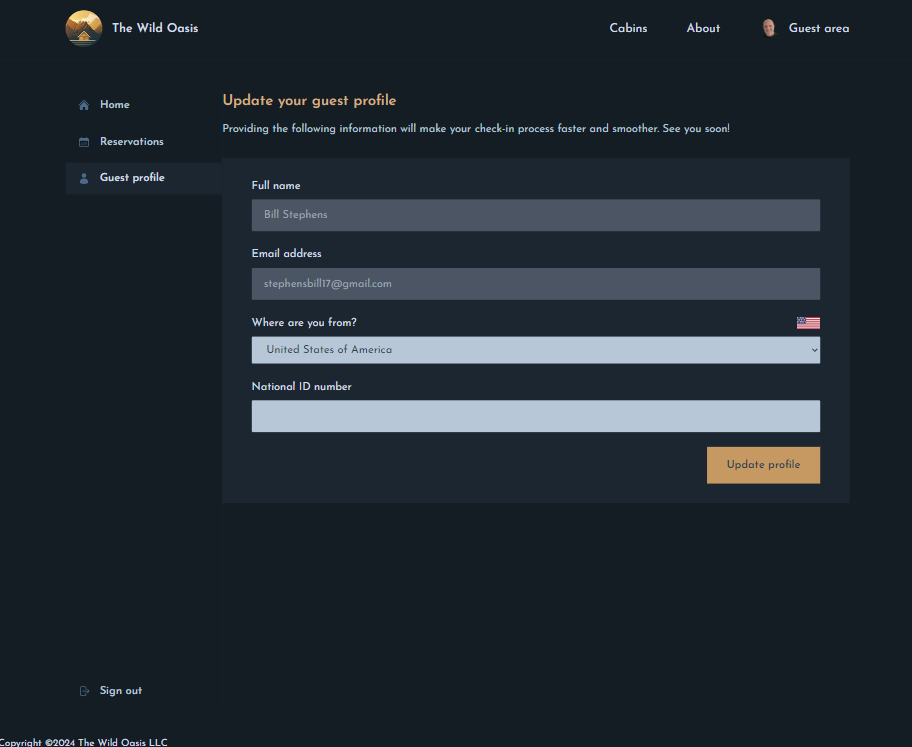 The Wild Oasis
Cabins
About
Guest area
Home
Reservations
Guest profile
Update your guest profile
Providing the following information will make your check-in process faster and smoother. See you soon!
Full name
Bill Stephens
Email address
stephensbill17@gmail.com
Where are you from?
United States of America
National ID number
Update profile
Sign out
Copyright ©2024 The Wild Oasis LLC